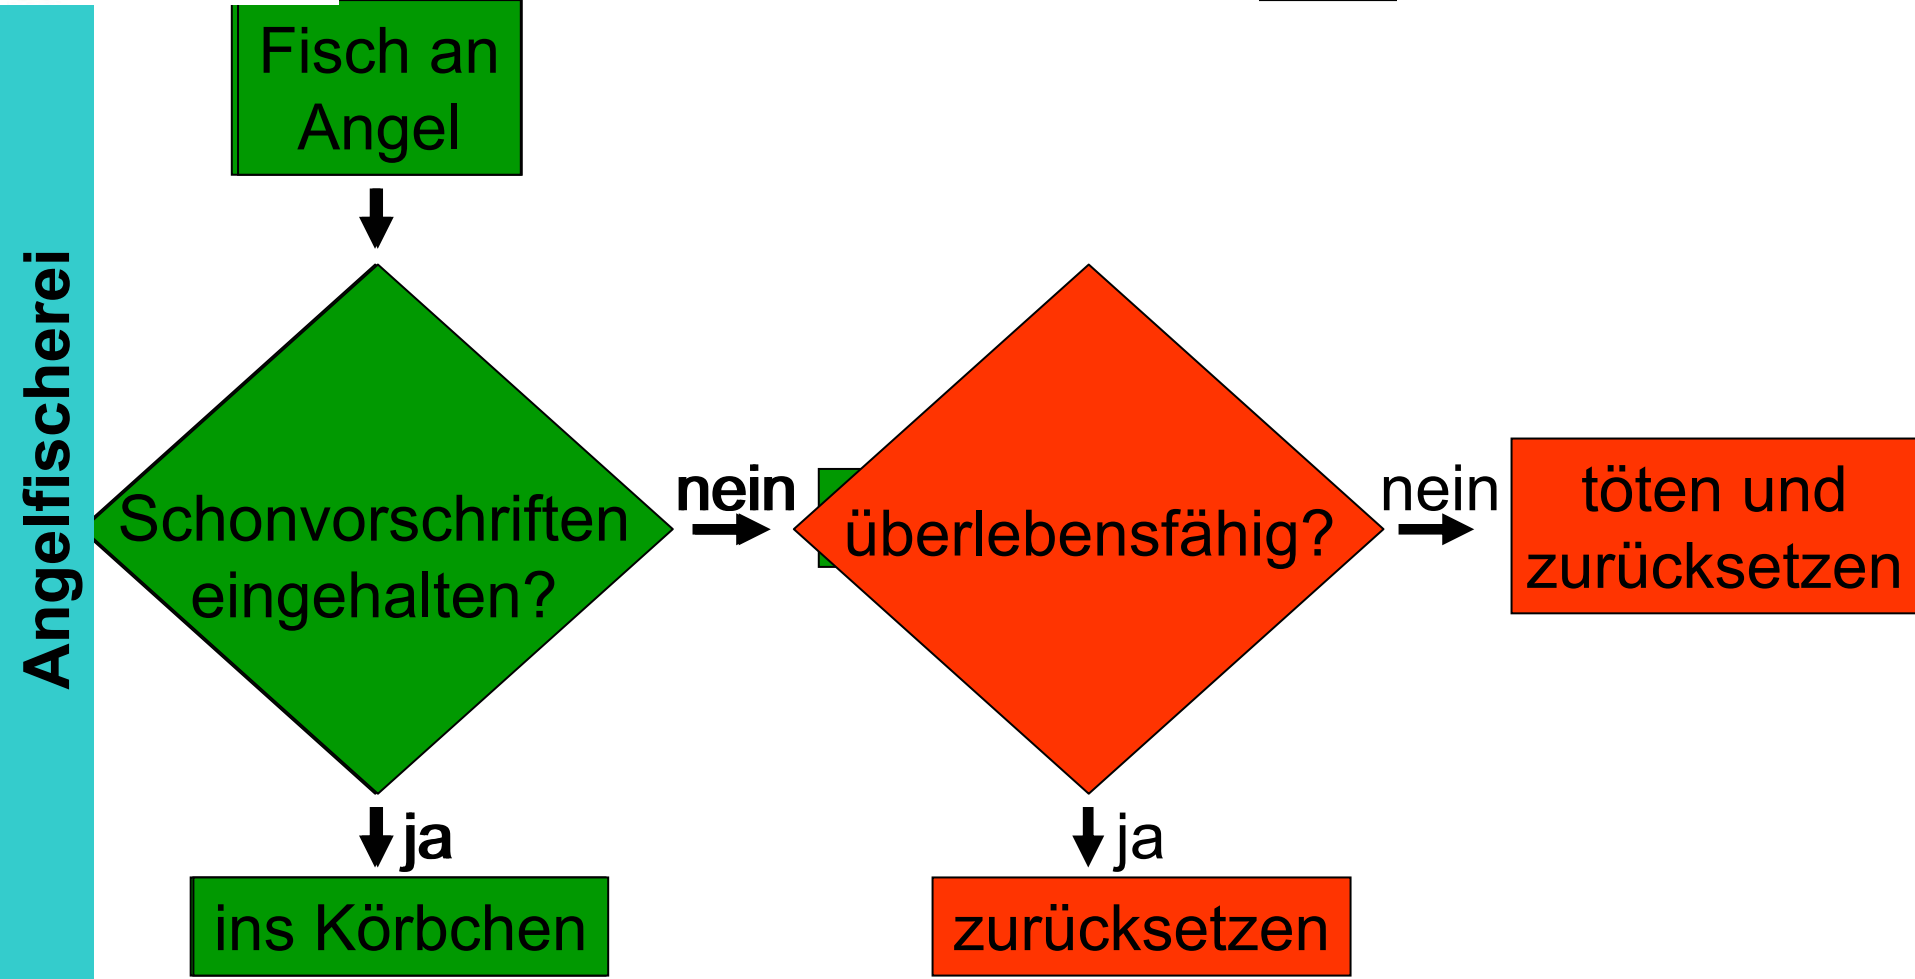 Angelfischerei
Fisch an
Angel
Schonvorschriften
eingehalten?
nein
überlebensfähig?
nein
töten und
zurücksetzen
ja
ins Körbchen
ja
zurücksetzen